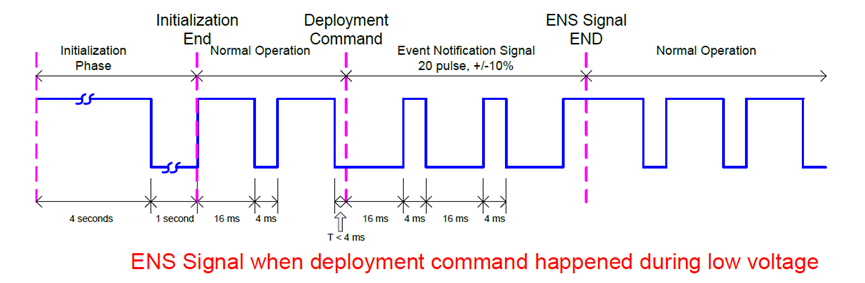 Initialization
End
Deployment
Command
ENS Signal
END
Initialization
Phase
Normal Operation
Event Notification Signal
20 pulse, +/-10%
Normal Operation
4 seconds
1 second
16 ms
4 ms
T < 4 ms
16 ms
4 ms
16 ms
4 ms
ENS Signal when deployment command happened during low voltage